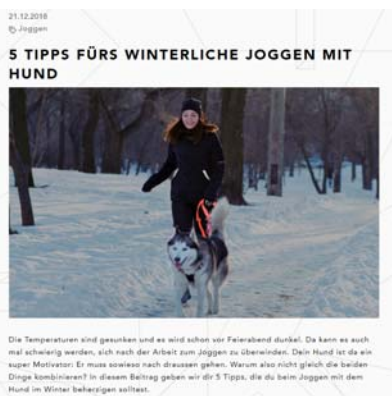 21.12.2018
Joggen
5 TIPPS FÜRS WINTERLICHE JOGGEN MIT
HUND
Die Temperaturen sind gesunken und es wird schon vor Feierabend dunkel. Da kann es auch
mal schwierig werden, sich nach der Arbeit zum Joggen zu überwinden. Dein Hund ist da ein
super Motivator: Er muss sowieso nach draussen gehen. Warum also nicht gleich die beiden
Dinge kombinieren? In diesem Beitrag geben wir dir 5 Tipps, die du beim Joggen mit dem
Hund im Winter beherzigen solltest.